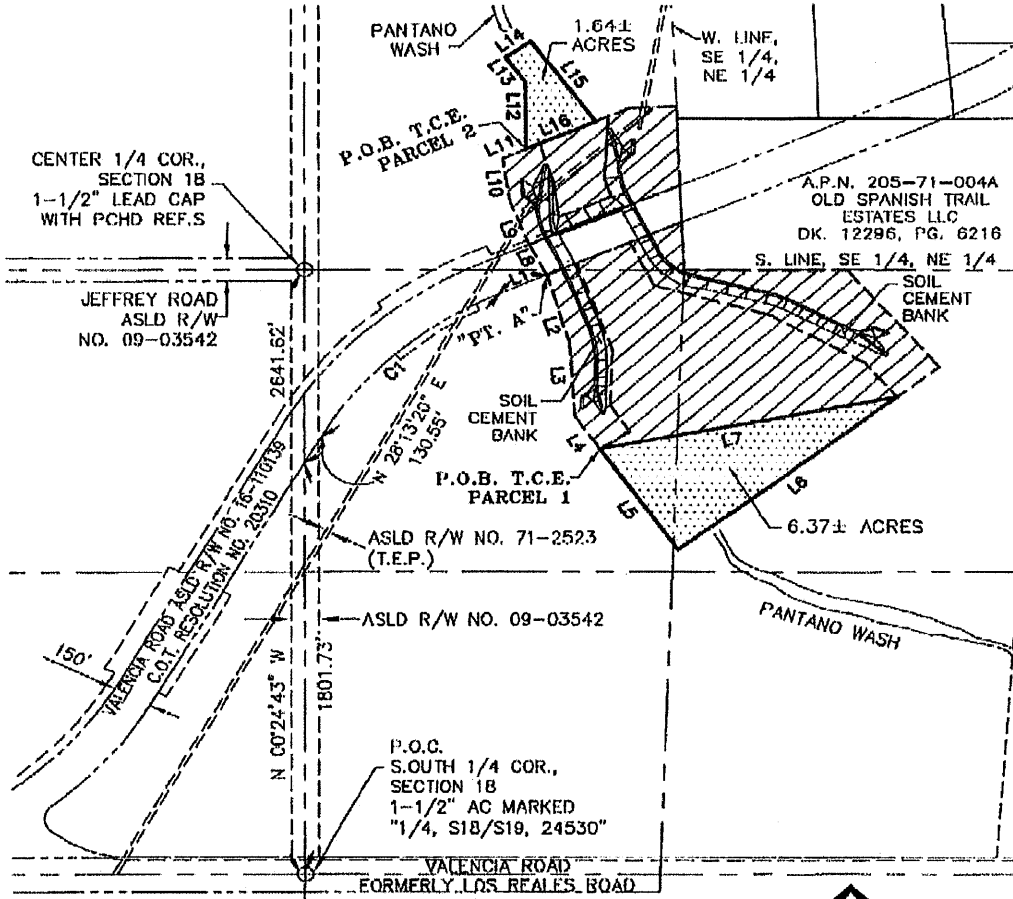 PANTANO
WASH
L14
1.64±
ACRES
W. LINE,
SE 1/4,
NE 1/4
L13
L15
L12
L16
P.O.B. T.C.E.
PARCEL 2
L11
L10
CENTER 1/4 COR.,
SECTION 18
1-1/2" LEAD CAP
WITH PCHD REF.S
A.P.N. 205-71-004A
OLD SPANISH TRAIL
ESTATES LLC
DK. 12296, PG. 6216
L9
L8
S. LINE, SE 1/4, NE 1/4
L1
JEFFREY ROAD
ASLD R/W
NO. 09-03542
SOIL
CEMENT
BANK
"PT. A"
L2
2641.62'
C1
L3
N 28°13'20" E
130.55'
SOIL
CEMENT
BANK
L4
L7
P.O.B. T.C.E.
PARCEL 1
L5
L6
6.37± ACRES
VALENCIA ROAD ASLD R/W NO. 16-110139
C.O.T. RESOLUTION NO. 20310
ASLD R/W NO. 71-2523
(T.E.P.)
ASLD R/W NO. 09-03542
PANTANO WASH
150'
N 00°24'43" W
1801.73'
P.O.C.
S.OUTH 1/4 COR.,
SECTION 18
1-1/2" AC MARKED
"1/4, S18/S19, 24530"
VALENCIA ROAD
FORMERLY LOS REALES ROAD